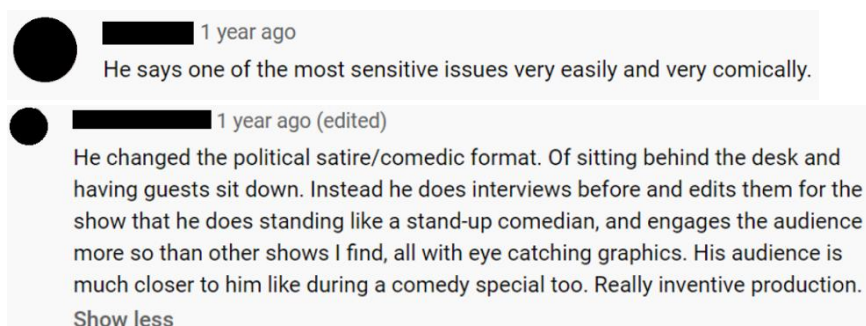 1 year ago
He says one of the most sensitive issues very easily and very comically.
1 year ago (edited)
He changed the political satire/comedic format. Of sitting behind the desk and
having guests sit down. Instead he does interviews before and edits them for the
show that he does standing like a stand-up comedian, and engages the audience
more so than other shows I find, all with eye catching graphics. His audience is
much closer to him like during a comedy special too. Really inventive production.
Show less